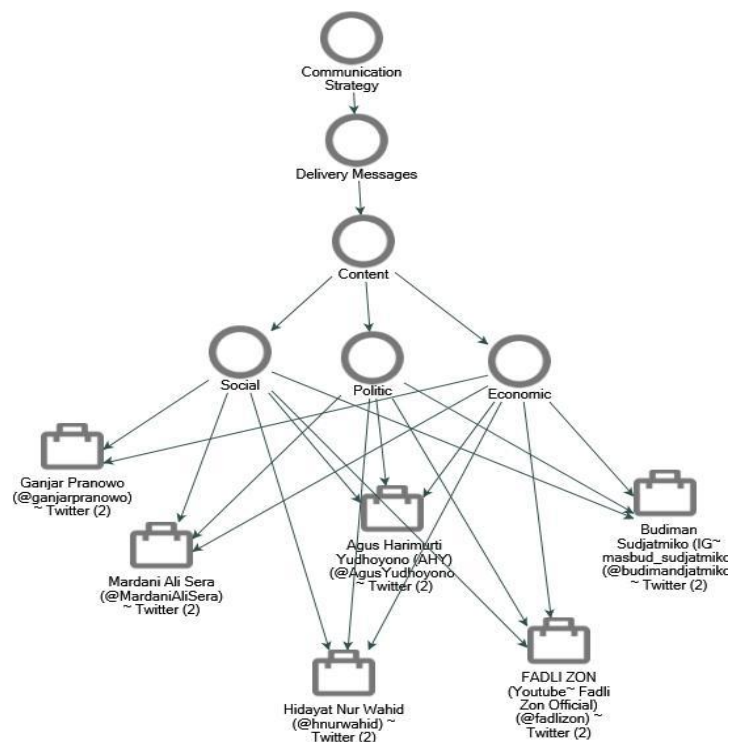 Communication
Strategy
Delivery Messages
Content
Social
Politic
Economic
Ganjar Pranowo
(@ganjarpranowo)
~ Twitter (2)
Mardani Ali Sera
(@MardaniAliSera)
~ Twitter (2)
Agus Harimurti
Yudhoyono (AHY)
(@AgusYudhoyono
~ Twitter (2)
Budiman
Sudjatmiko (IG~
masbud_sudjatmiko
(@budimandjatmiko
~ Twitter (2)
Hidayat Nur Wahid
(@hnurwahid) ~
Twitter (2)
FADLI ZON
(Youtube~ Fadli
Zon Official)
(@fadlizon) ~
Twitter (2)